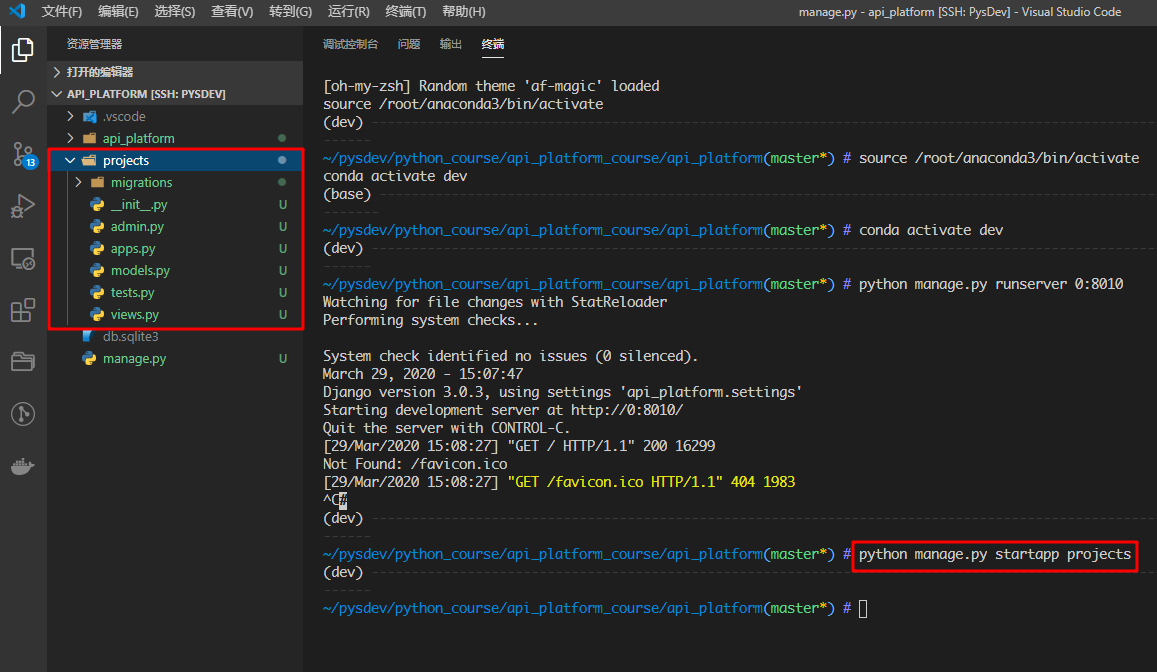 文件(F) 编辑(E) 选择(S) 查看(V) 转到(G) 运行(R) 终端(T) 帮助(H) manage.py - api_platform [SSH: PysDev] - Visual Studio Code
资源管理器
打开的编辑器
API_PLATFORM [SSH: PYSDEV]
.vscode
api_platform
projects
migrations
__init__.py U
admin.py U
apps.py U
models.py U
tests.py U
views.py U
db.sqlite3
manage.py U
13
调试控制台 问题 输出 终端
[oh-my-zsh] Random theme 'af-magic' loaded
source /root/anaconda3/bin/activate
(dev) ------------------------------------------------
------
~/pysdev/python_course/api_platform_course/api_platform(master*) # source /root/anaconda3/bin/activate
conda activate dev
(base) ------------------------------------------------
-------
~/pysdev/python_course/api_platform_course/api_platform(master*) # conda activate dev
(dev) ------------------------------------------------
------
~/pysdev/python_course/api_platform_course/api_platform(master*) # python manage.py runserver 0:8010
Watching for file changes with StatReloader
Performing system checks...
System check identified no issues (0 silenced).
March 29, 2020 - 15:07:47
Django version 3.0.3, using settings 'api_platform.settings'
Starting development server at http://0:8010/
Quit the server with CONTROL-C.
[29/Mar/2020 15:08:27] "GET / HTTP/1.1" 200 16299
Not Found: /favicon.ico
[29/Mar/2020 15:08:27] "GET /favicon.ico HTTP/1.1" 404 1983
^C#
(dev) ------------------------------------------------
------
~/pysdev/python_course/api_platform_course/api_platform(master*) # python manage.py startapp projects
(dev) ------------------------------------------------
------
~/pysdev/python_course/api_platform_course/api_platform(master*) #